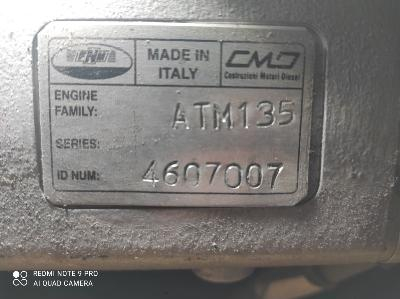 MADE IN
ITALY
CMD
Costruzioni Motori Diesel
ENGINE
FAMILY: ATM135
SERIES:
ID NUM: 4607007
REDMI NOTE 9 PRO
AI QUAD CAMERA